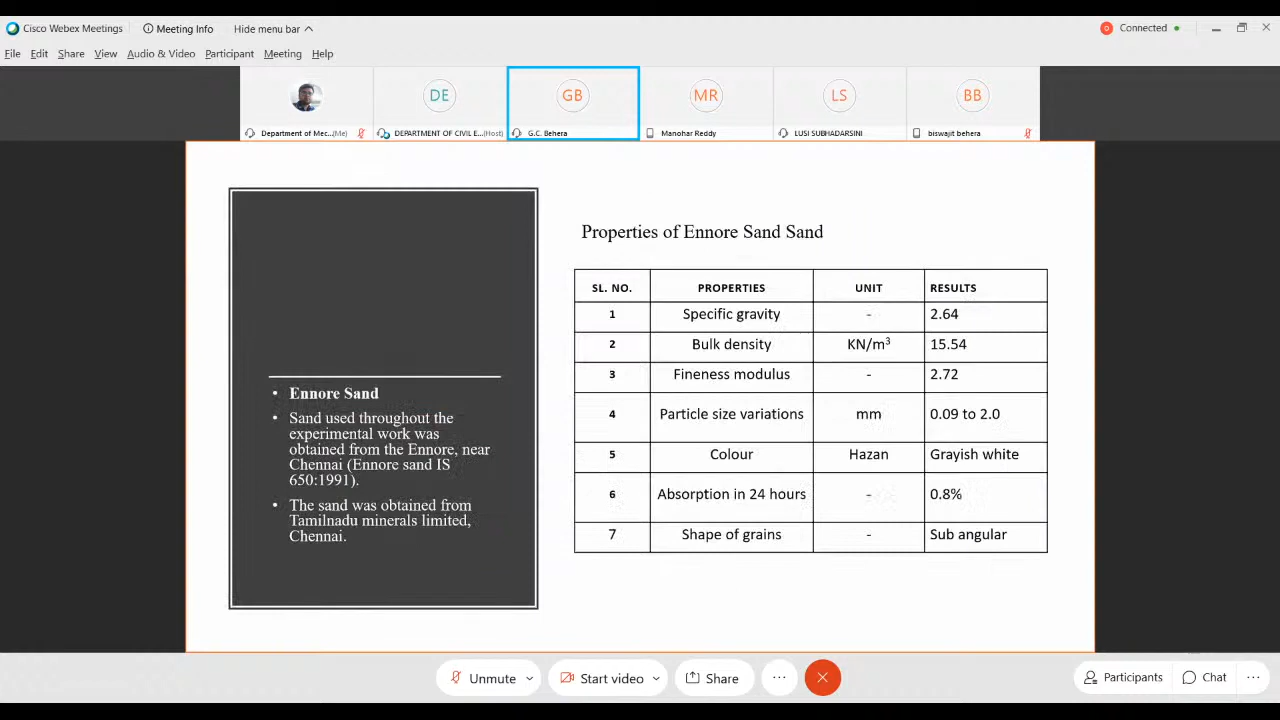 Cisco Webex Meetings Meeting Info Hide menu bar Connected
File Edit Share View Audio & Video Participant Meeting Help
DE GB MR LS BB
Department of Mec...(Me) DEPARTMENT OF CIVIL E...(Host) G.C. Behera Manohar Reddy LUSI SUBHADARSINI biswajit behera
• Ennore Sand
• Sand used throughout the
experimental work was
obtained from the Ennore, near
Chennai (Ennore sand IS
650:1991).
• The sand was obtained from
Tamilnadu minerals limited,
Chennai.
Properties of Ennore Sand Sand
SL. NO. PROPERTIES UNIT RESULTS
1 Specific gravity - 2.64
2 Bulk density KN/m³ 15.54
3 Fineness modulus - 2.72
4 Particle size variations mm 0.09 to 2.0
5 Colour Hazan Grayish white
6 Absorption in 24 hours - 0.8%
7 Shape of grains - Sub angular
Unmute Start video Share ... Participants Chat ...